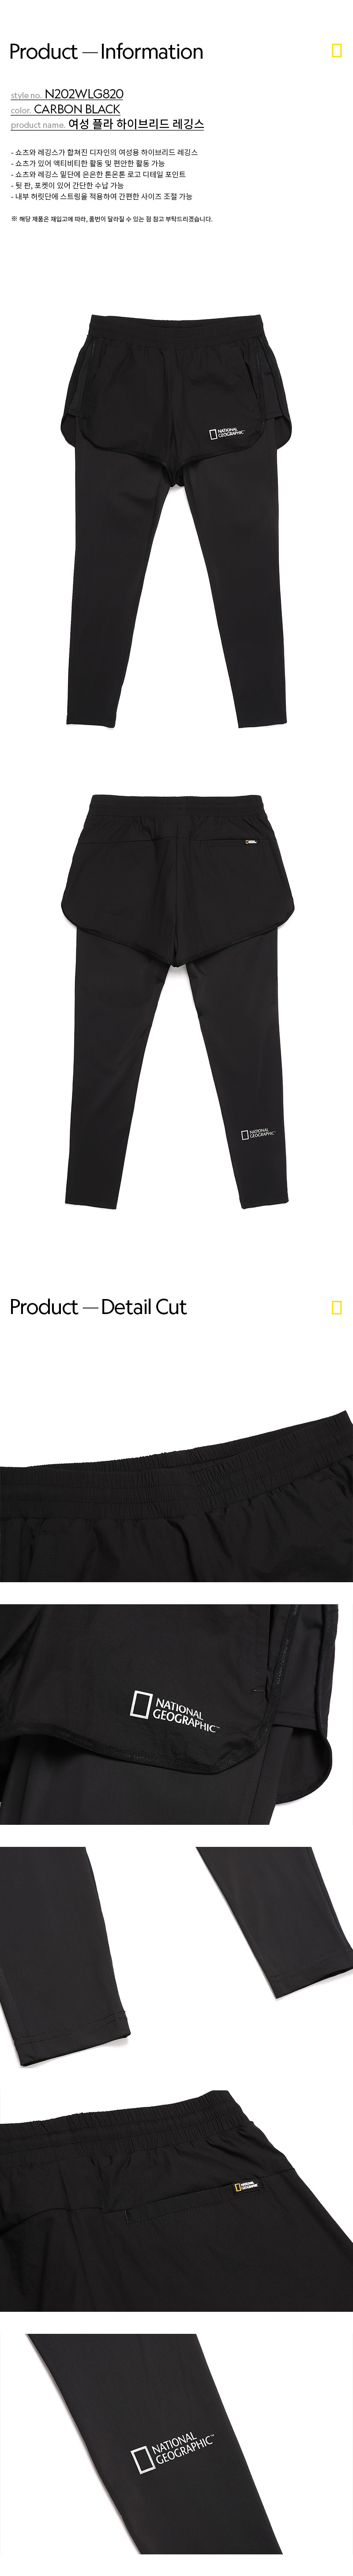 Product — Information
style no. N202WLG820
color. CARBON BLACK
product name. 여성 플라 하이브리드 레깅스
- 쇼츠와 레깅스가 합쳐진 디자인의 여성용 하이브리드 레깅스
- 쇼츠가 있어 액티비티한 활동 및 편안한 활동 가능
- 쇼츠와 레깅스 밑단에 은은한 톤온톤 로고 디테일 포인트
- 뒷 판, 포켓이 있어 간단한 수납 가능
- 내부 허릿단에 스트링을 적용하여 간편한 사이즈 조절 가능
※ 해당 제품은 재입고에 따라, 품번이 달라질 수 있는 점 참고 부탁드리겠습니다.
NATIONAL
GEOGRAPHIC™
NATIONAL
GEOGRAPHIC™
Product — Detail Cut
NATIONAL
GEOGRAPHIC™
NATIONAL
GEOGRAPHIC
NATIONAL
GEOGRAPHIC™